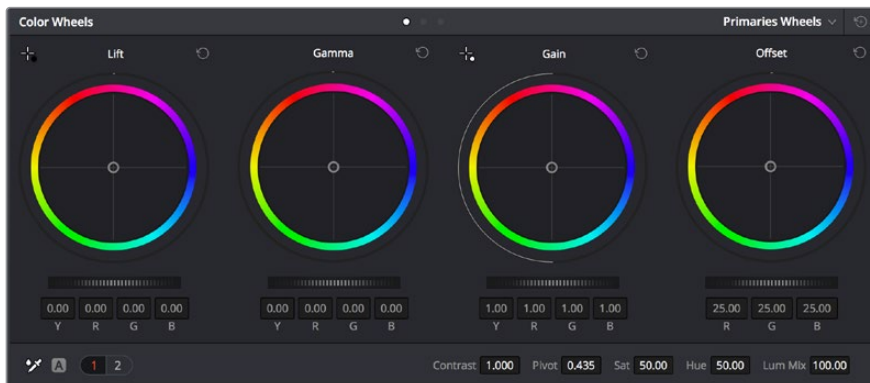 Color Wheels Primaries Wheels
Lift Gamma Gain Offset
0.00 0.00 0.00 0.00 0.00 0.00 0.00 0.00 1.00 1.00 1.00 1.00 25.00 25.00 25.00
Y R G B Y R G B Y R G B R G B
A 1 2 Contrast 1.000 Pivot 0.435 Sat 50.00 Hue 50.00 Lum Mix 100.00